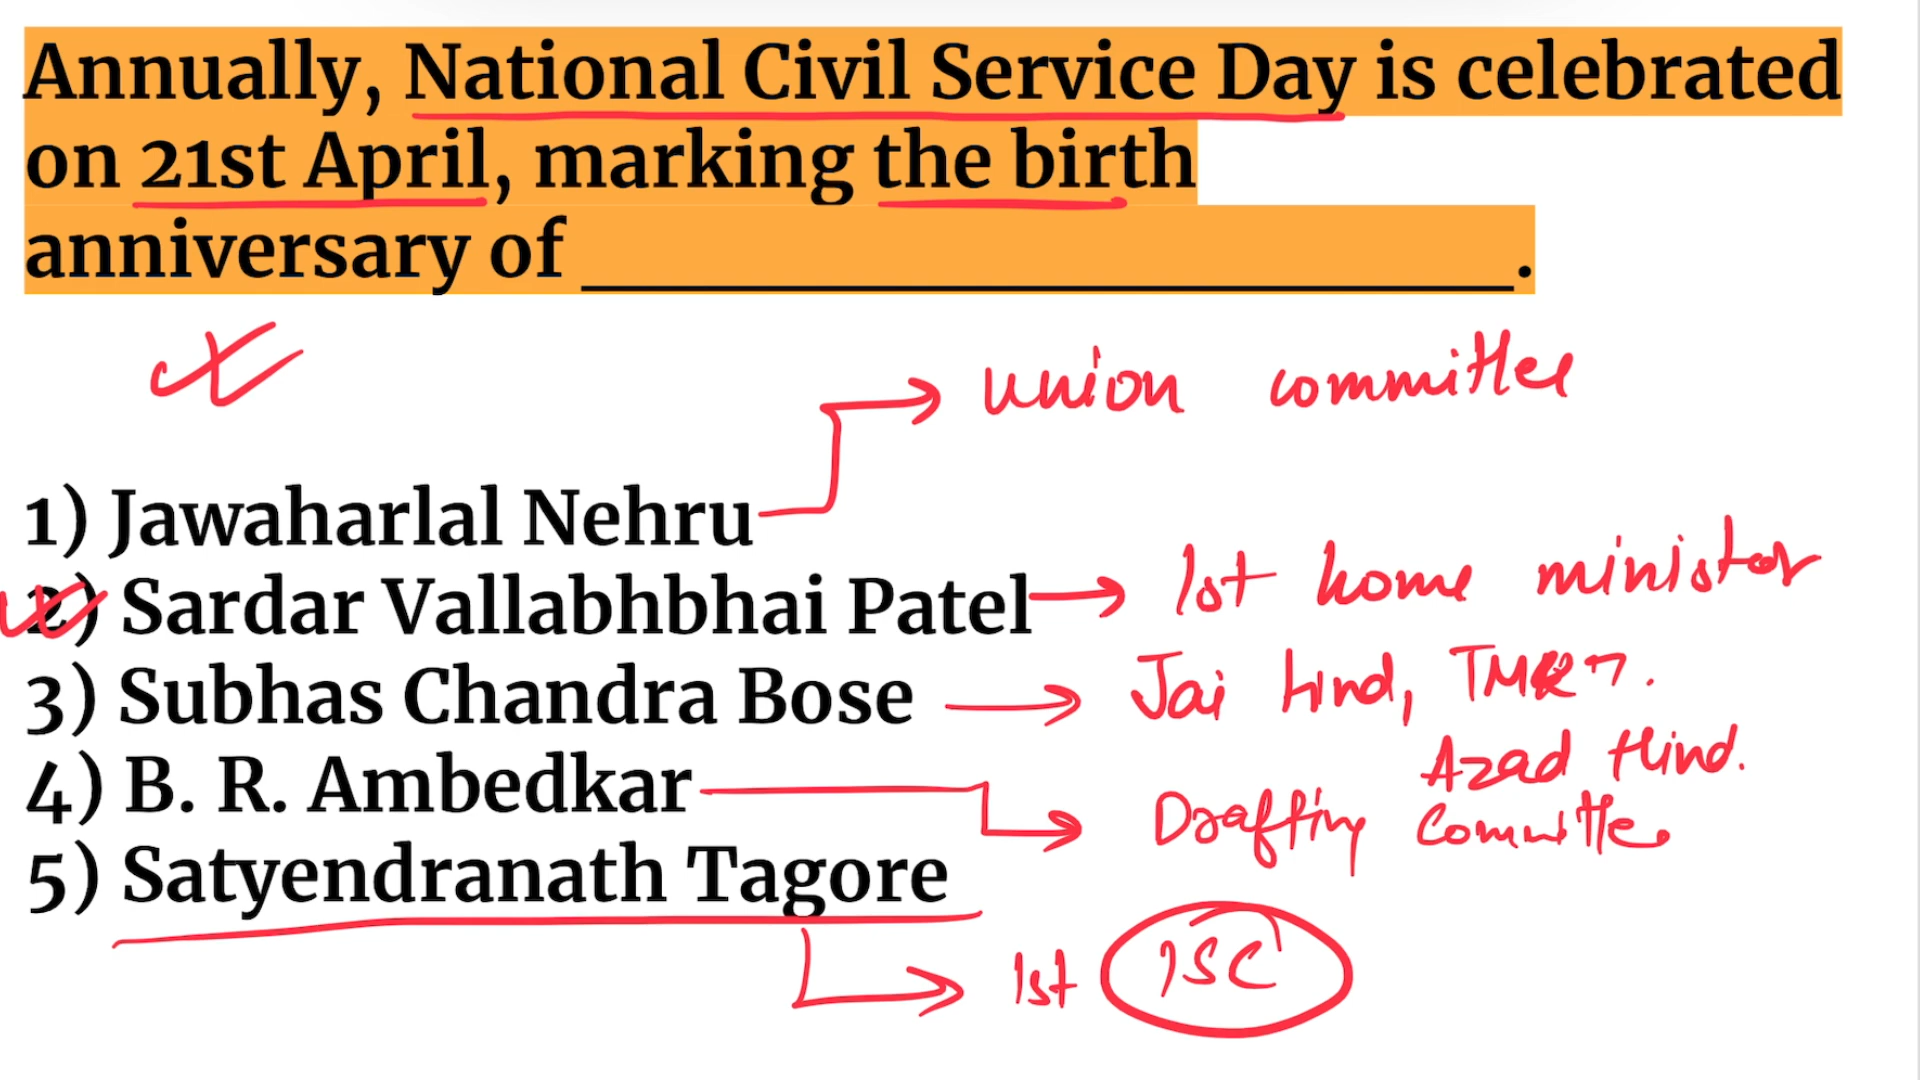 Annually, National Civil Service Day is celebrated
on 21st April, marking the birth
anniversary of ______________________.
union committee
1) Jawaharlal Nehru
2) Sardar Vallabhbhai Patel
1st home minister
3) Subhas Chandra Bose
Jai hind,
Azad Hind.
4) B. R. Ambedkar
Drafting Committee
5) Satyendranath Tagore
1st ISC